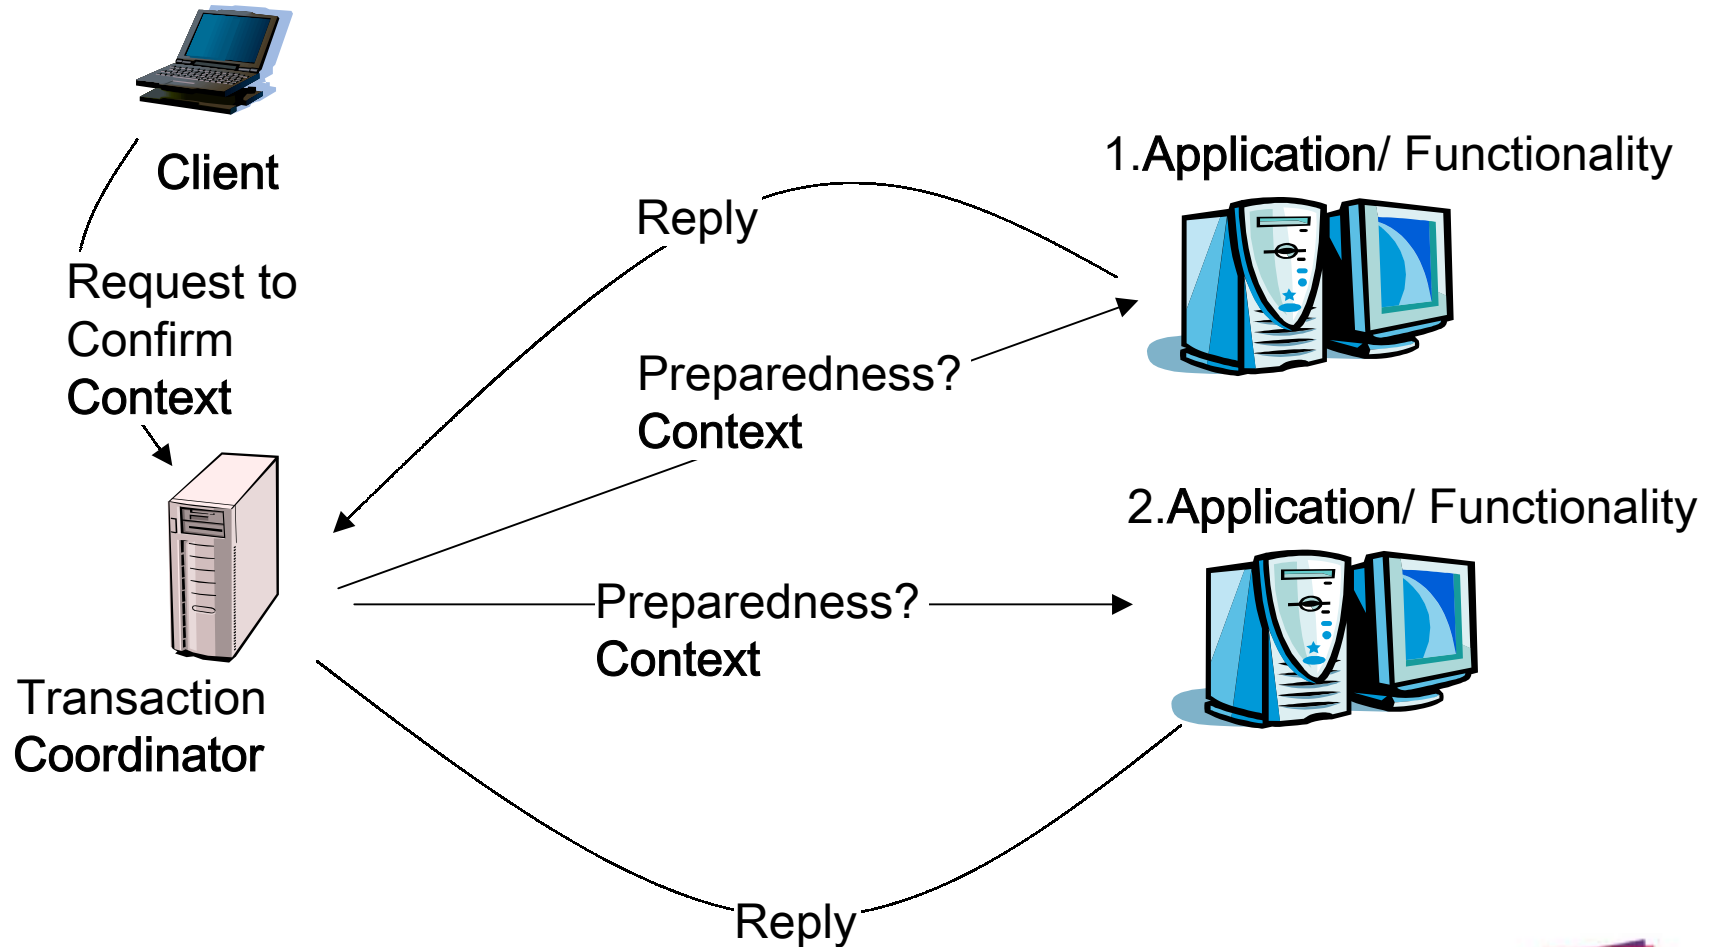 Client
Request to
Confirm
Context
Transaction
Coordinator
Reply
Preparedness?
Context
Preparedness?
Context
Reply
1.Application/ Functionality
2.Application/ Functionality